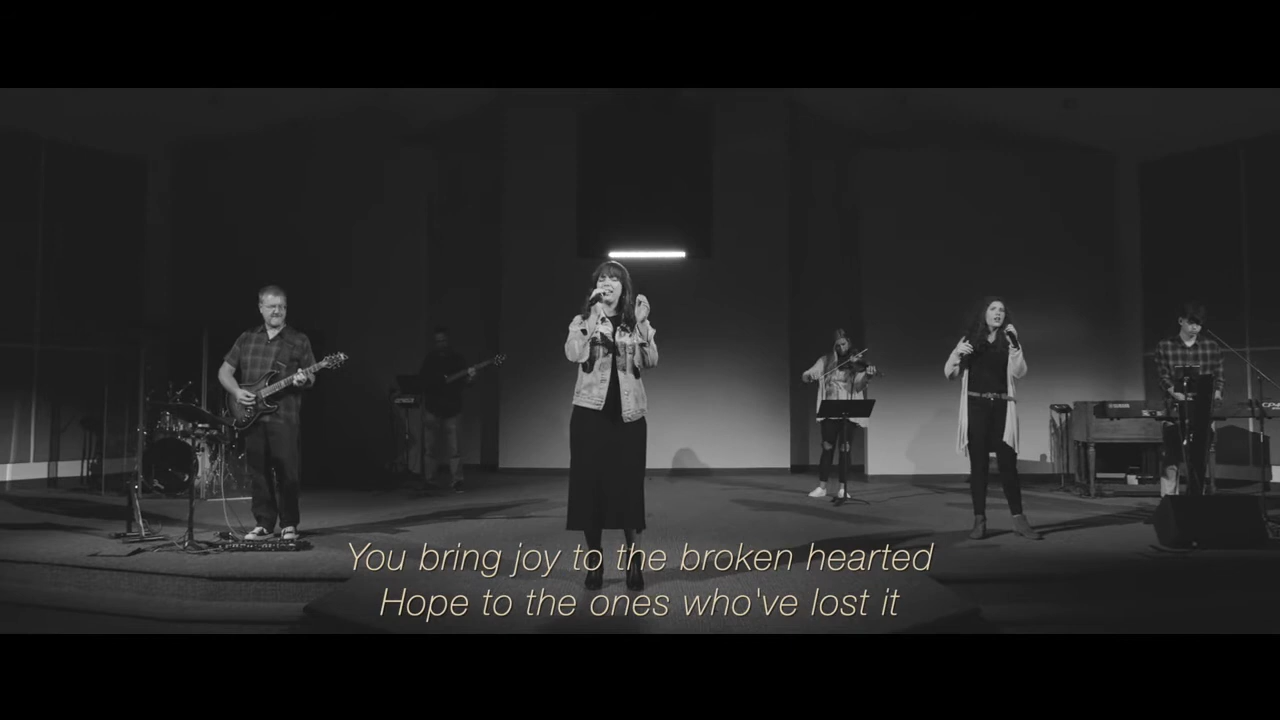 You bring joy to the broken hearted
Hope to the ones who've lost it